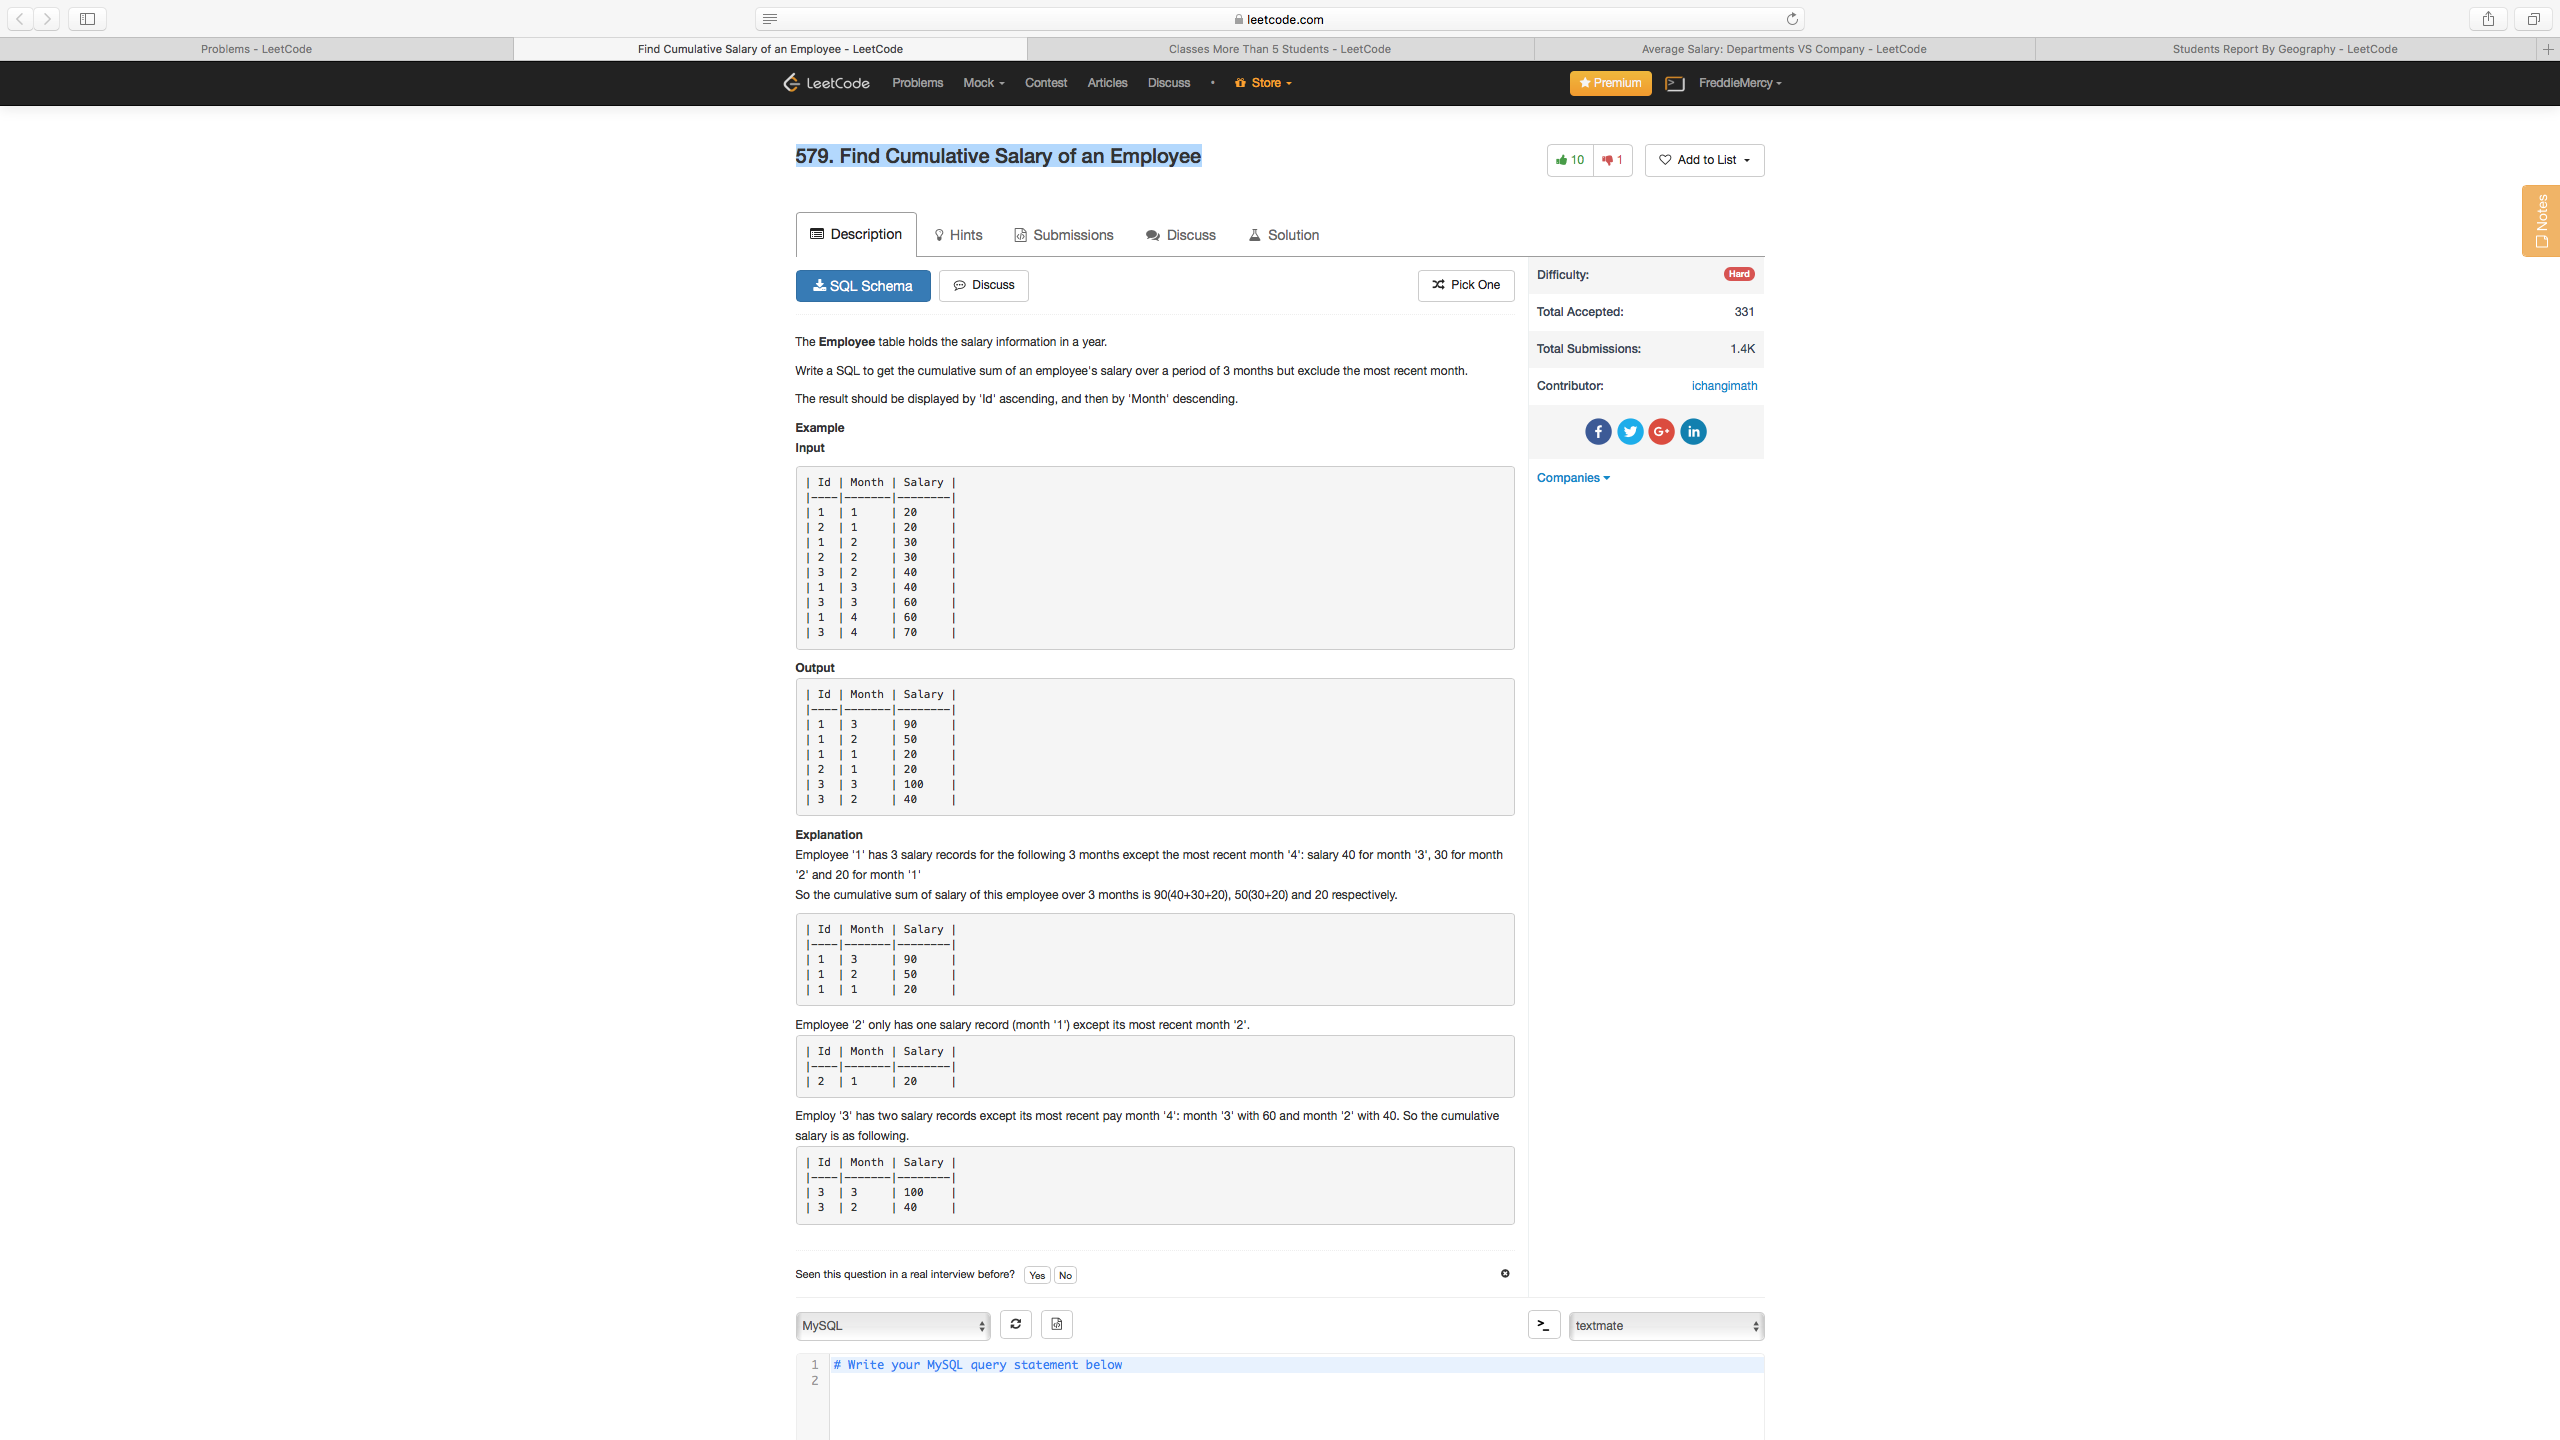 leetcode.com
Problems - LeetCode
Find Cumulative Salary of an Employee - LeetCode
Classes More Than 5 Students - LeetCode
Average Salary: Departments VS Company - LeetCode
Students Report By Geography - LeetCode
LeetCode Problems Mock Contest Articles Discuss • Store Premium FreddieMercy
579. Find Cumulative Salary of an Employee
10 1 Add to List
Notes
Description Hints Submissions Discuss Solution
SQL Schema Discuss Pick One
Difficulty: Hard
Total Accepted: 331
Total Submissions: 1.4K
Contributor: ichangimath
Companies
The Employee table holds the salary information in a year.
Write a SQL to get the cumulative sum of an employee's salary over a period of 3 months but exclude the most recent month.
The result should be displayed by 'Id' ascending, and then by 'Month' descending.
Example
Input
| Id | Month | Salary |
|----|-------|--------|
| 1 | 1 | 20 |
| 2 | 1 | 20 |
| 1 | 2 | 30 |
| 2 | 2 | 30 |
| 3 | 2 | 40 |
| 1 | 3 | 40 |
| 3 | 3 | 60 |
| 1 | 4 | 60 |
| 3 | 4 | 70 |
Output
| Id | Month | Salary |
|----|-------|--------|
| 1 | 3 | 90 |
| 1 | 2 | 50 |
| 1 | 1 | 20 |
| 2 | 1 | 20 |
| 3 | 3 | 100 |
| 3 | 2 | 40 |
Explanation
Employee '1' has 3 salary records for the following 3 months except the most recent month '4': salary 40 for month '3', 30 for month
'2' and 20 for month '1'
So the cumulative sum of salary of this employee over 3 months is 90(40+30+20), 50(30+20) and 20 respectively.
| Id | Month | Salary |
|----|-------|--------|
| 1 | 3 | 90 |
| 1 | 2 | 50 |
| 1 | 1 | 20 |
Employee '2' only has one salary record (month '1') except its most recent month '2'.
| Id | Month | Salary |
|----|-------|--------|
| 2 | 1 | 20 |
Employ '3' has two salary records except its most recent pay month '4': month '3' with 60 and month '2' with 40. So the cumulative
salary is as following.
| Id | Month | Salary |
|----|-------|--------|
| 3 | 3 | 100 |
| 3 | 2 | 40 |
Seen this question in a real interview before? Yes No
MySQL >_ textmate
1 # Write your MySQL query statement below
2